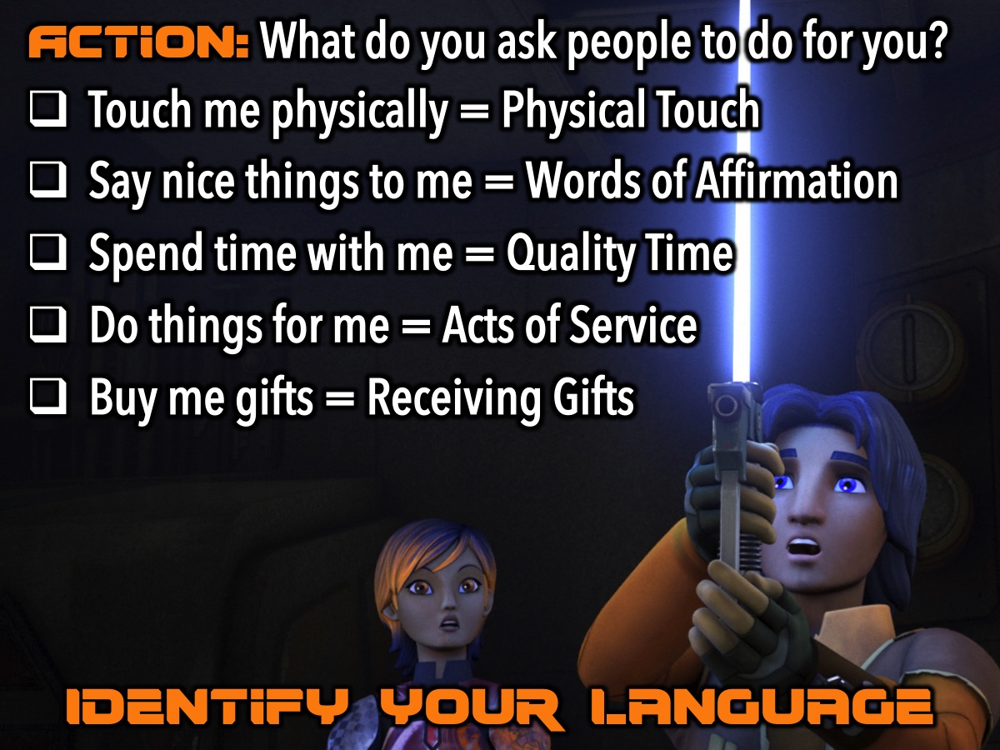 ACTION: What do you ask people to do for you?
❑ Touch me physically = Physical Touch
❑ Say nice things to me = Words of Affirmation
❑ Spend time with me = Quality Time
❑ Do things for me = Acts of Service
❑ Buy me gifts = Receiving Gifts
IDENTIFY YOUR LANGUAGE